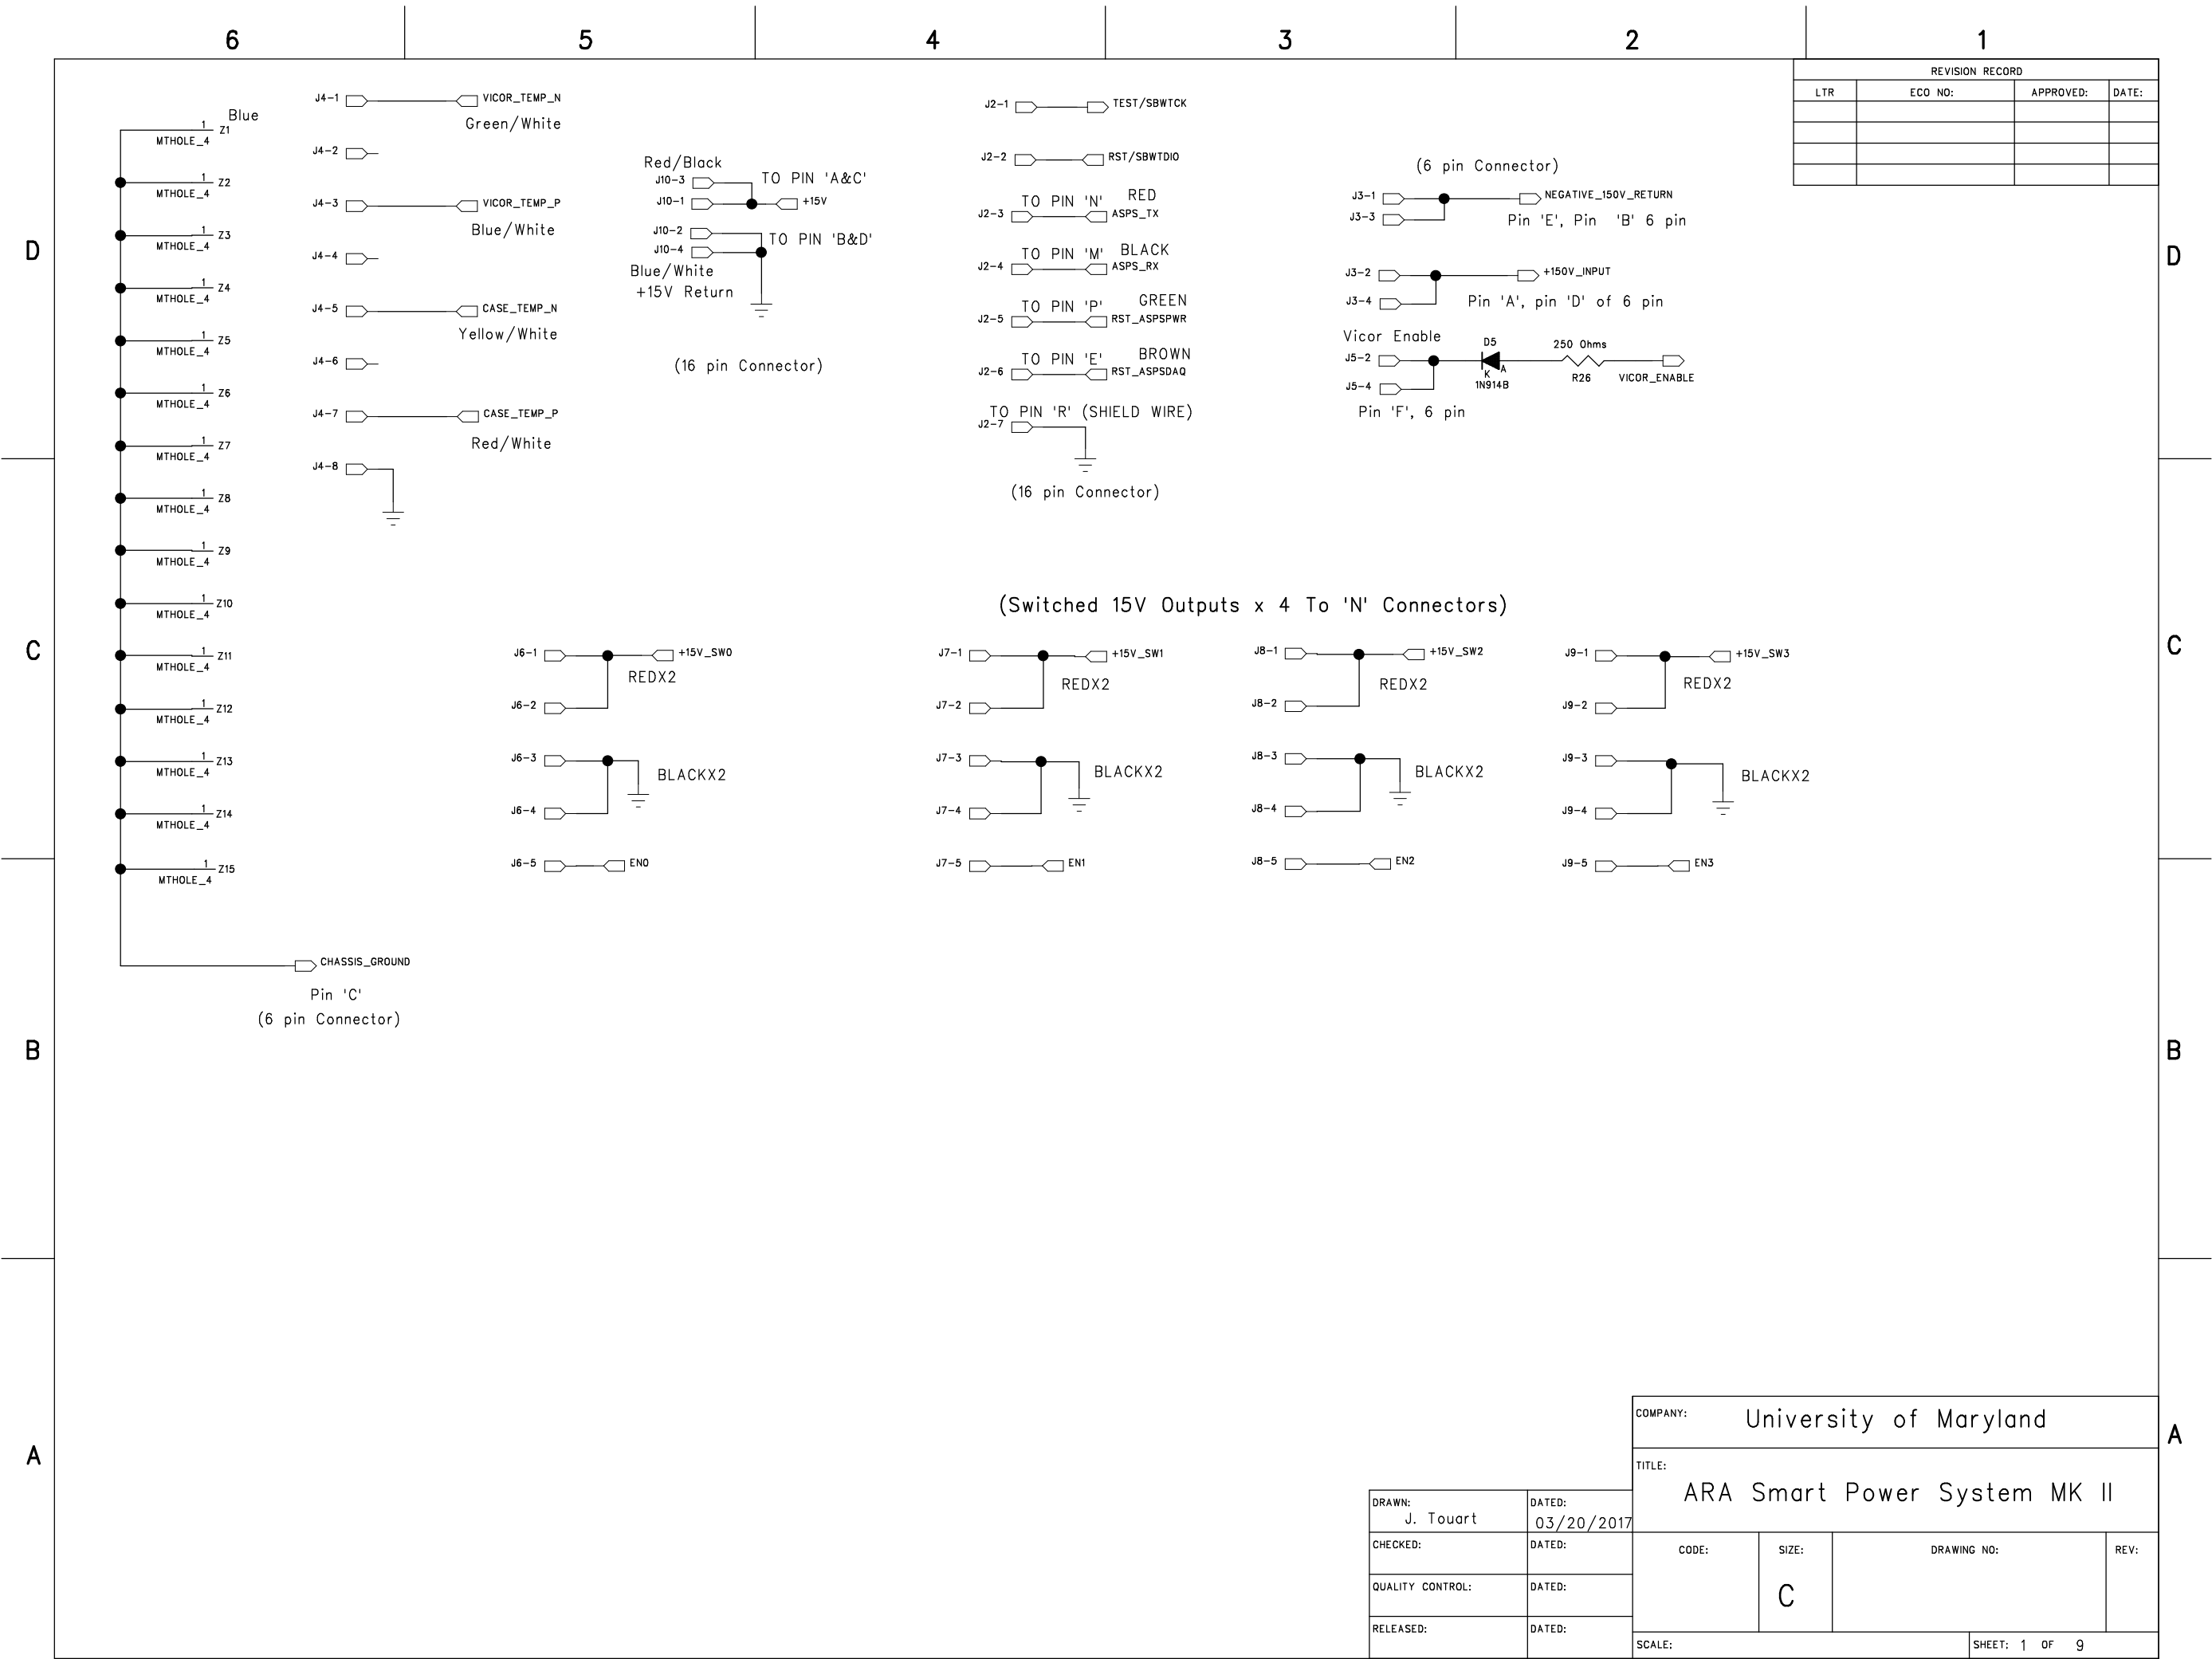 6 5 4 3 2 1
REVISION RECORD
LTR ECO NO: APPROVED: DATE:
D
D
C
C
B
B
A
A
Blue
1 Z1
MTHOLE_4
1 Z2
MTHOLE_4
1 Z3
MTHOLE_4
1 Z4
MTHOLE_4
1 Z5
MTHOLE_4
1 Z6
MTHOLE_4
1 Z7
MTHOLE_4
1 Z8
MTHOLE_4
1 Z9
MTHOLE_4
1 Z10
MTHOLE_4
1 Z11
MTHOLE_4
1 Z12
MTHOLE_4
1 Z13
MTHOLE_4
1 Z14
MTHOLE_4
1 Z15
MTHOLE_4
CHASSIS_GROUND
Pin 'C'
(6 pin Connector)
J4-1 VICOR_TEMP_N
Green/White
J4-2
J4-3 VICOR_TEMP_P
Blue/White
J4-4
J4-5 CASE_TEMP_N
Yellow/White
J4-6
J4-7 CASE_TEMP_P
Red/White
J4-8
Red/Black
J10-3 TO PIN 'A&C'
J10-1 +15V
J10-2 TO PIN 'B&D'
J10-4
Blue/White
+15V Return
(16 pin Connector)
J2-1 TEST/SBWTCK
J2-2 RST/SBWTDIO
TO PIN 'N' RED
J2-3 ASPS_TX
TO PIN 'M' BLACK
J2-4 ASPS_RX
TO PIN 'P' GREEN
J2-5 RST_ASPSPWR
TO PIN 'E' BROWN
J2-6 RST_ASPSDAQ
TO PIN 'R' (SHIELD WIRE)
J2-7
(16 pin Connector)
(6 pin Connector)
J3-1 NEGATIVE_150V_RETURN
J3-3 Pin 'E', Pin 'B' 6 pin
J3-2 +150V_INPUT
J3-4 Pin 'A', pin 'D' of 6 pin
Vicor Enable D5 250 Ohms
J5-2 K A R26 VICOR_ENABLE
1N914B
J5-4
Pin 'F', 6 pin
(Switched 15V Outputs x 4 To 'N' Connectors)
J6-1 +15V_SW0
REDX2
J6-2
J6-3
BLACKX2
J6-4
J6-5 EN0
J7-1 +15V_SW1
REDX2
J7-2
J7-3
BLACKX2
J7-4
J7-5 EN1
J8-1 +15V_SW2
REDX2
J8-2
J8-3
BLACKX2
J8-4
J8-5 EN2
J9-1 +15V_SW3
REDX2
J9-2
J9-3
BLACKX2
J9-4
J9-5 EN3
COMPANY: University of Maryland
TITLE:
ARA Smart Power System MK II
DRAWN: DATED:
J. Touart 03/20/2017
CHECKED: DATED:
QUALITY CONTROL: DATED:
RELEASED: DATED:
CODE: SIZE: DRAWING NO: REV:
C
SCALE: SHEET: 1 OF 9